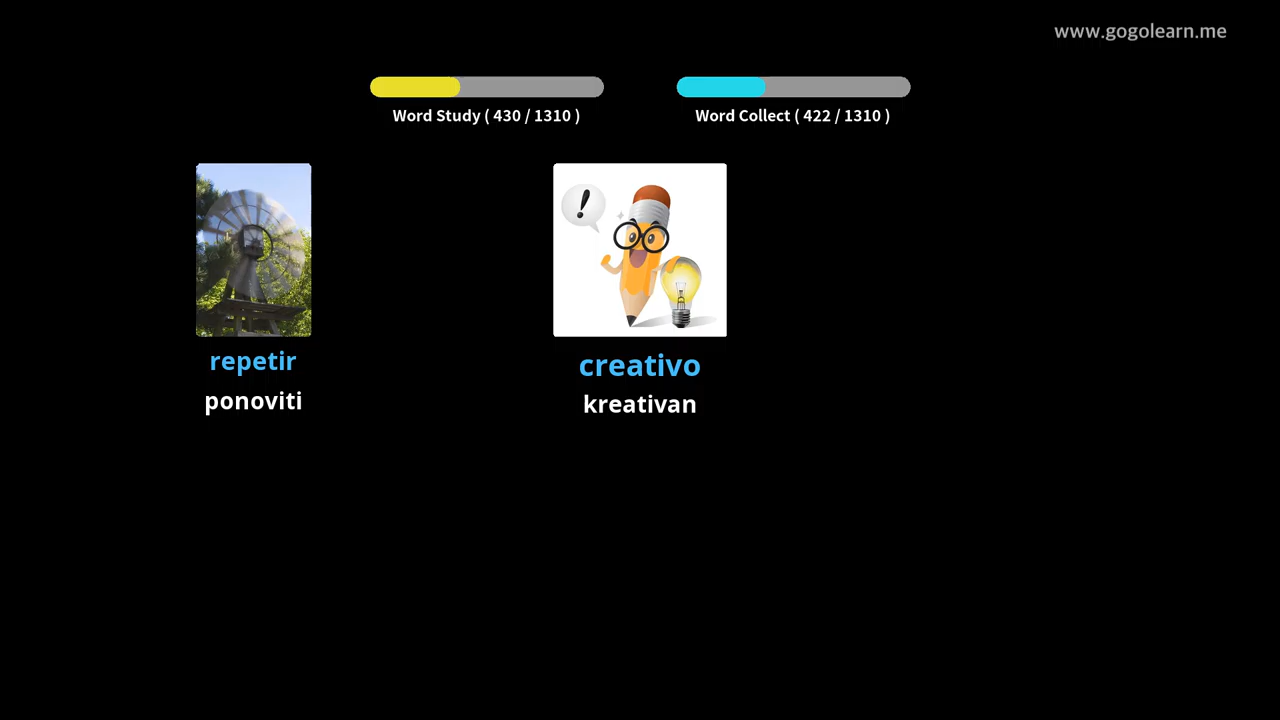 www.gogolearn.me
Word Study ( 430 / 1310 )
Word Collect ( 422 / 1310 )
!
repetir
creativo
ponoviti
kreativan